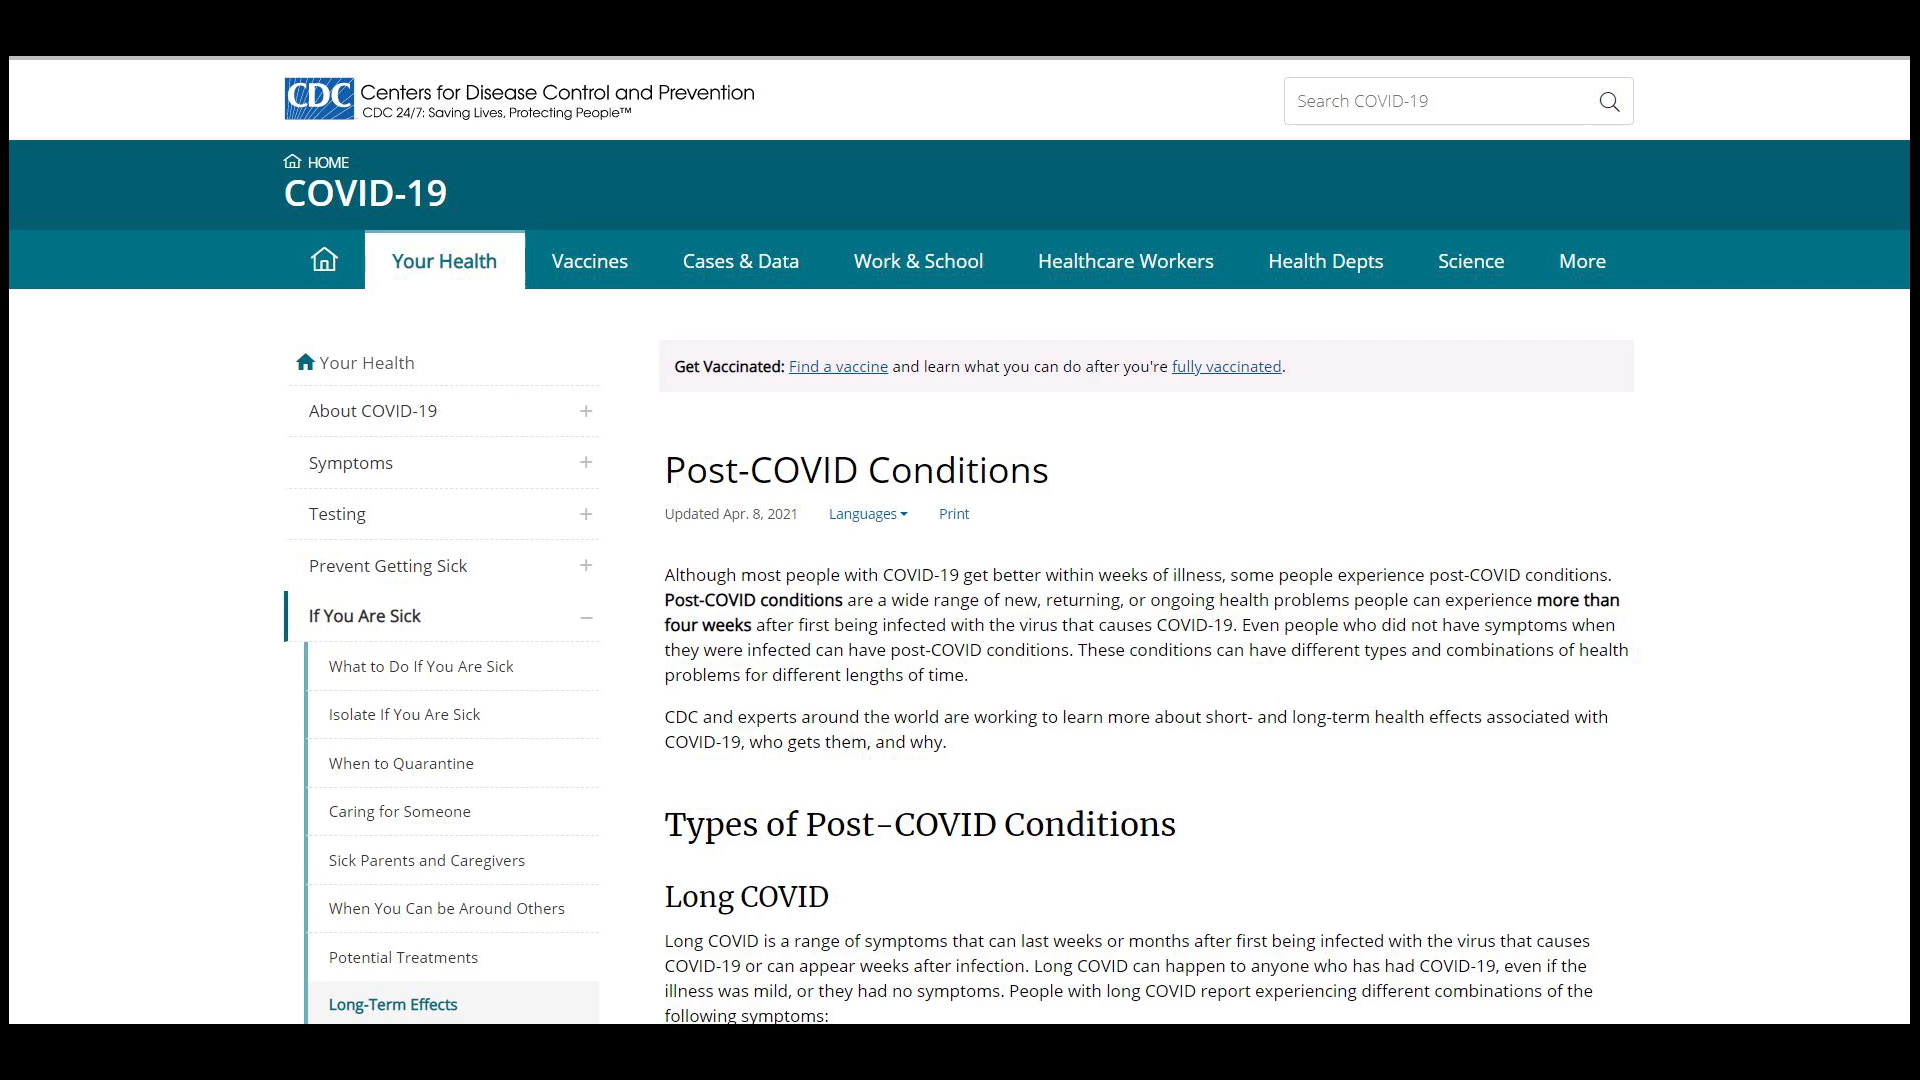 CDC Centers for Disease Control and Prevention
CDC 24/7: Saving Lives, Protecting People™
Search COVID-19
HOME
COVID-19
Your Health
Vaccines
Cases & Data
Work & School
Healthcare Workers
Health Depts
Science
More
Your Health
About COVID-19
Symptoms
Testing
Prevent Getting Sick
If You Are Sick
What to Do If You Are Sick
Isolate If You Are Sick
When to Quarantine
Caring for Someone
Sick Parents and Caregivers
When You Can be Around Others
Potential Treatments
Long-Term Effects
Get Vaccinated: Find a vaccine and learn what you can do after you're fully vaccinated.
Post-COVID Conditions
Updated Apr. 8, 2021 Languages Print
Although most people with COVID-19 get better within weeks of illness, some people experience post-COVID conditions.
Post-COVID conditions are a wide range of new, returning, or ongoing health problems people can experience more than
four weeks after first being infected with the virus that causes COVID-19. Even people who did not have symptoms when
they were infected can have post-COVID conditions. These conditions can have different types and combinations of health
problems for different lengths of time.
CDC and experts around the world are working to learn more about short- and long-term health effects associated with
COVID-19, who gets them, and why.
Types of Post-COVID Conditions
Long COVID
Long COVID is a range of symptoms that can last weeks or months after first being infected with the virus that causes
COVID-19 or can appear weeks after infection. Long COVID can happen to anyone who has had COVID-19, even if the
illness was mild, or they had no symptoms. People with long COVID report experiencing different combinations of the
following symptoms: